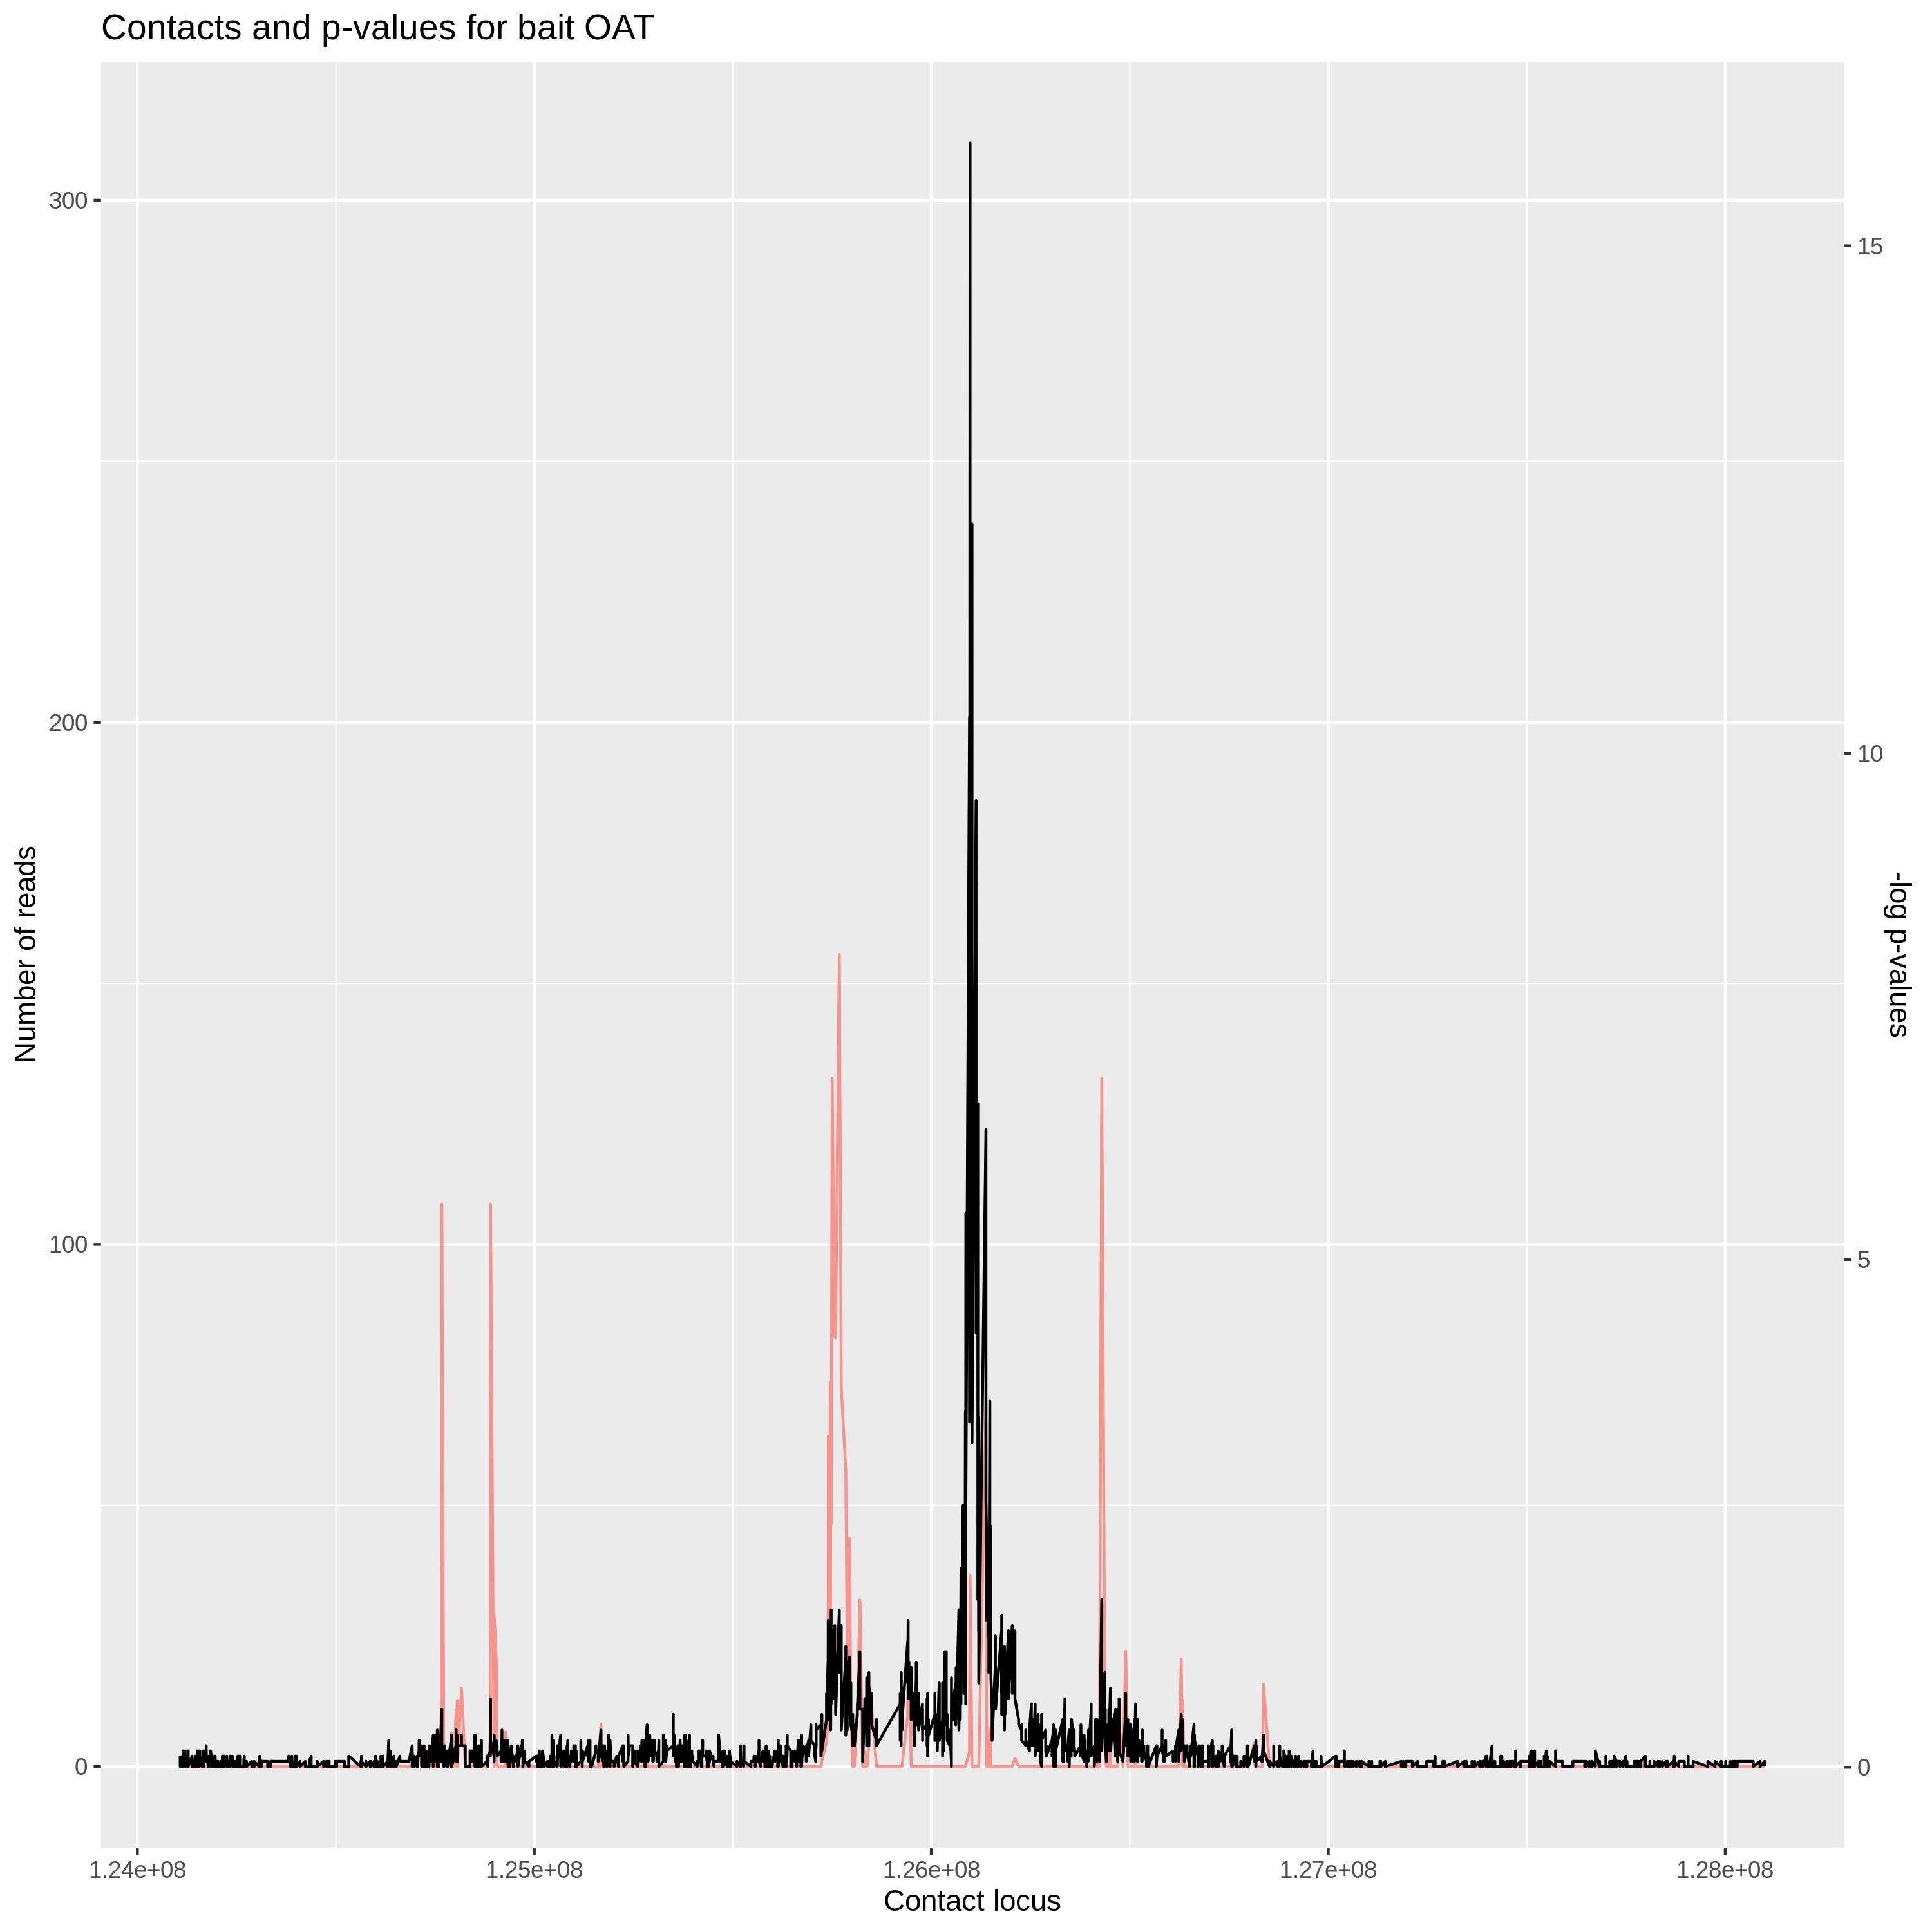 Contacts and p-values for bait OAT
300
200
100
0
Number of reads
15
10
5
0
-log p-values
1.24e+08
1.25e+08
1.26e+08
1.27e+08
1.28e+08
Contact locus